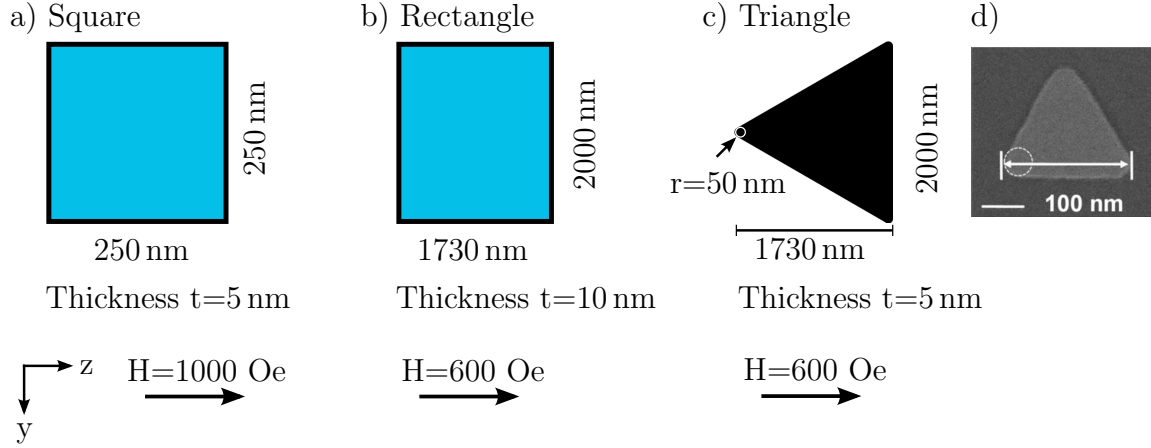 a) Square
b) Rectangle
c) Triangle
d)
250 nm
2000 nm
2000 nm
r=50 nm
100 nm
250 nm
1730 nm
1730 nm
Thickness t=5 nm
Thickness t=10 nm
Thickness t=5 nm
z
y
H=1000 Oe
H=600 Oe
H=600 Oe